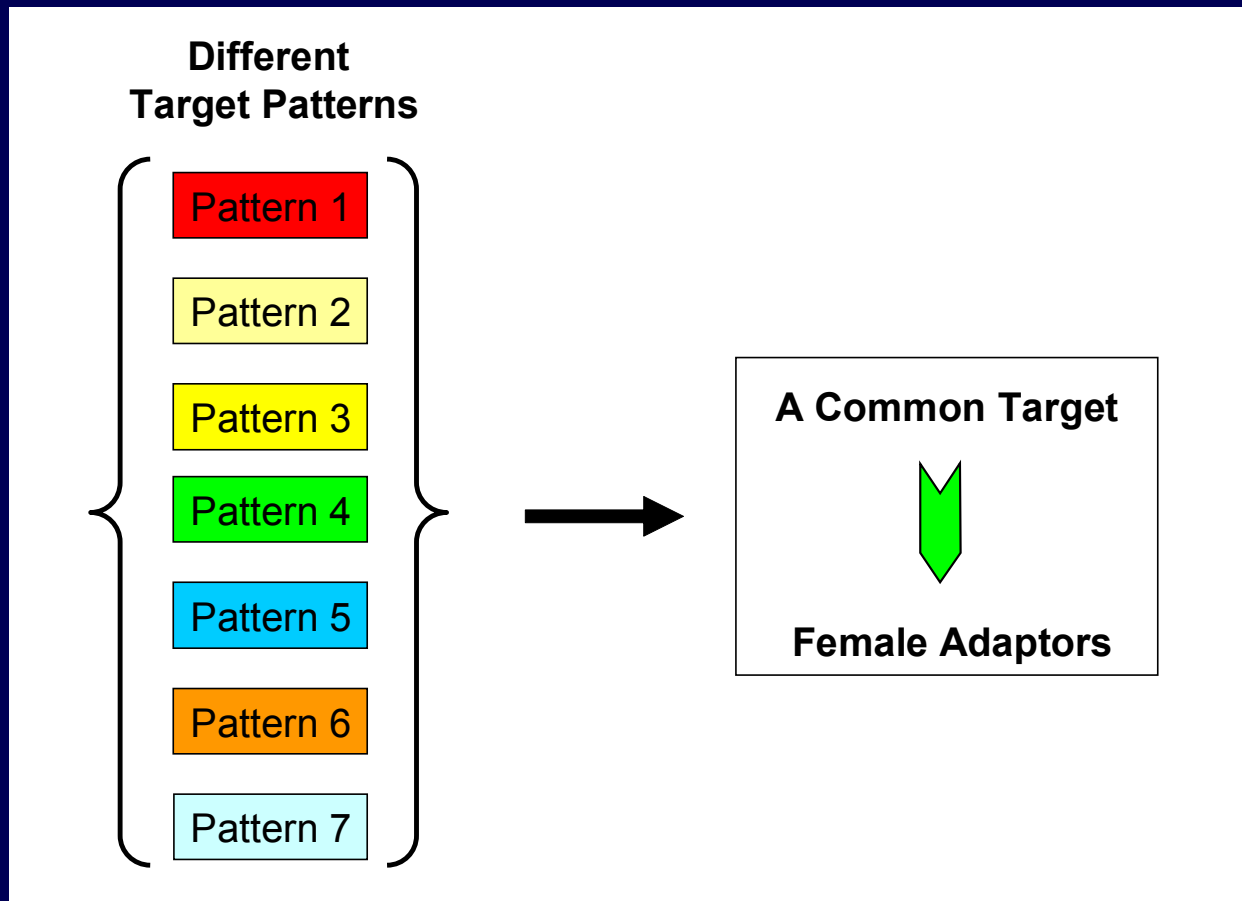 Different
Target Patterns
Pattern 1
Pattern 2
Pattern 3
Pattern 4
Pattern 5
Pattern 6
Pattern 7
A Common Target
Female Adaptors